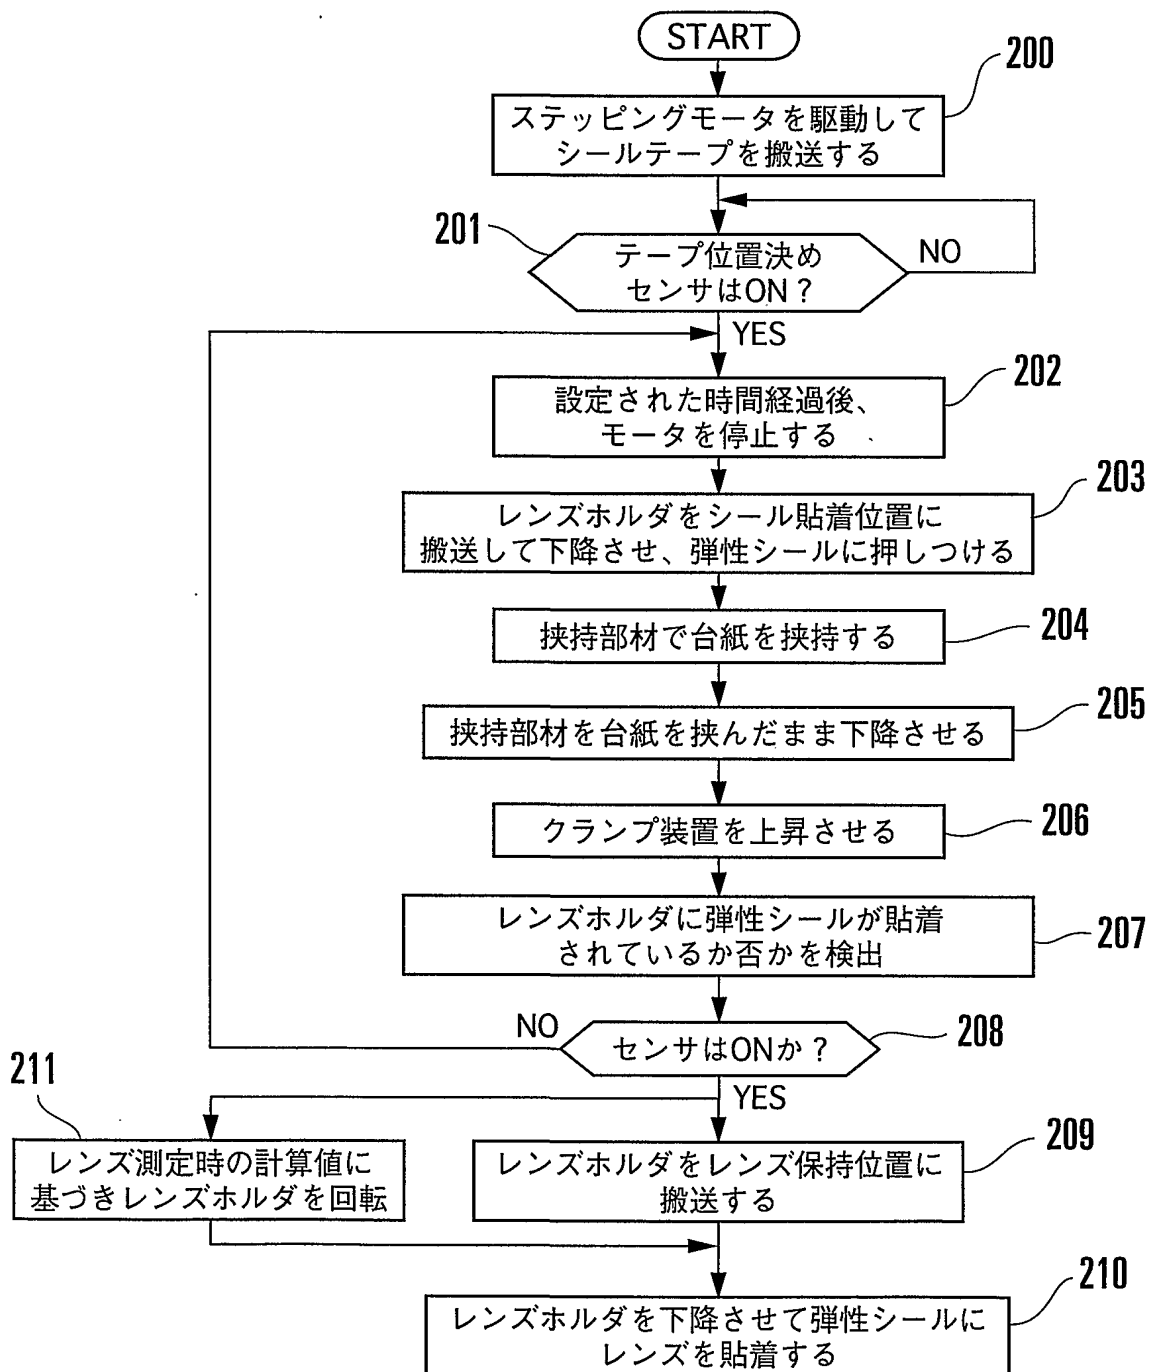 START
200
ステッピングモータを駆動して
シールテープを搬送する
201
テープ位置決め
センサはON？
NO
YES
202
設定された時間経過後、
モータを停止する
203
レンズホルダをシール貼着位置に
搬送して下降させ、弾性シールに押しつける
204
挟持部材で台紙を挟持する
205
挟持部材を台紙を挟んだまま下降させる
206
クランプ装置を上昇させる
207
レンズホルダに弾性シールが貼着
されているか否かを検出
208
センサはONか？
NO
YES
211
レンズ測定時の計算値に
基づきレンズホルダを回転
209
レンズホルダをレンズ保持位置に
搬送する
210
レンズホルダを下降させて弾性シールに
レンズを貼着する